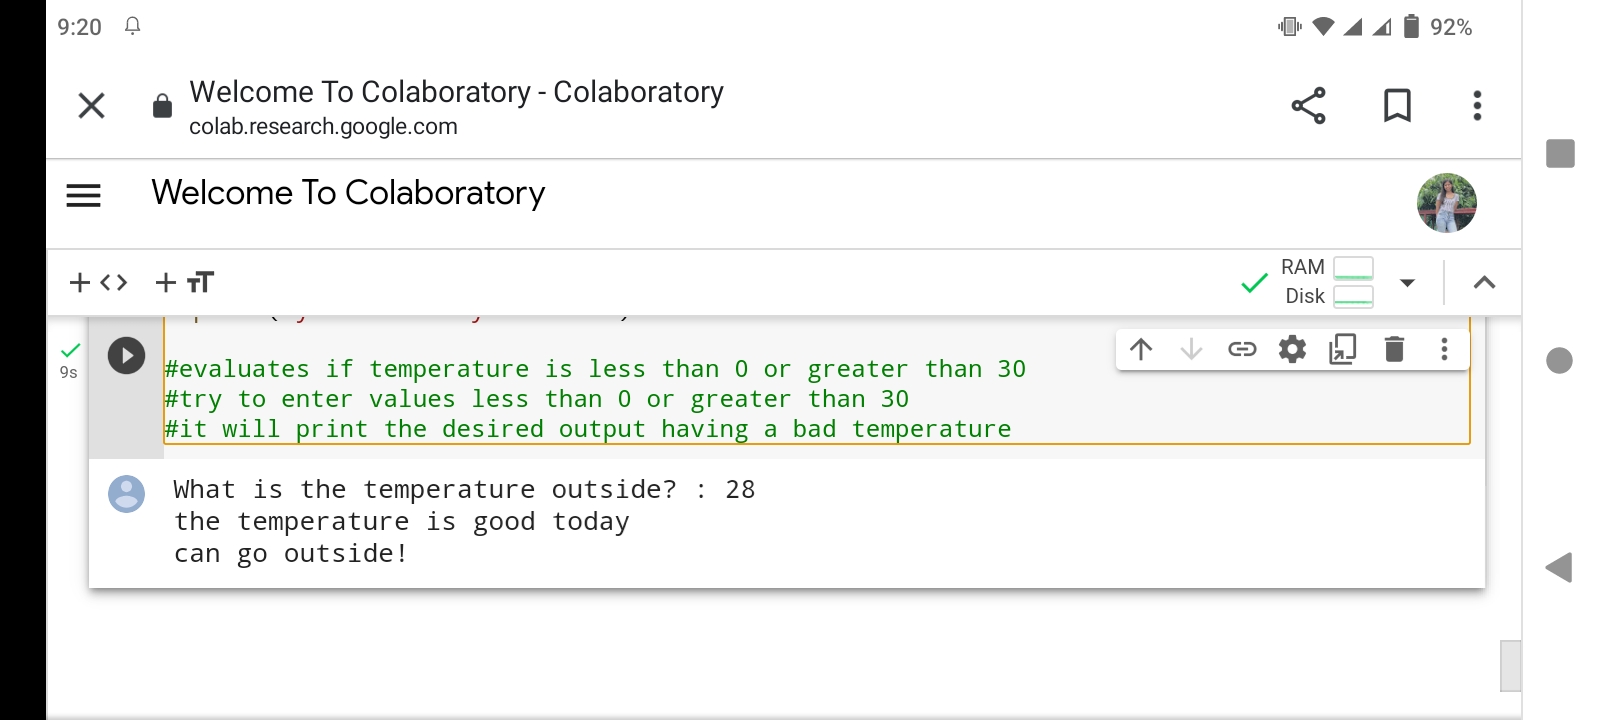 9:20
92%
Welcome To Colaboratory - Colaboratory
colab.research.google.com
Welcome To Colaboratory
RAM
Disk
9s
#evaluates if temperature is less than 0 or greater than 30
#try to enter values less than 0 or greater than 30
#it will print the desired output having a bad temperature
What is the temperature outside? : 28
the temperature is good today
can go outside!